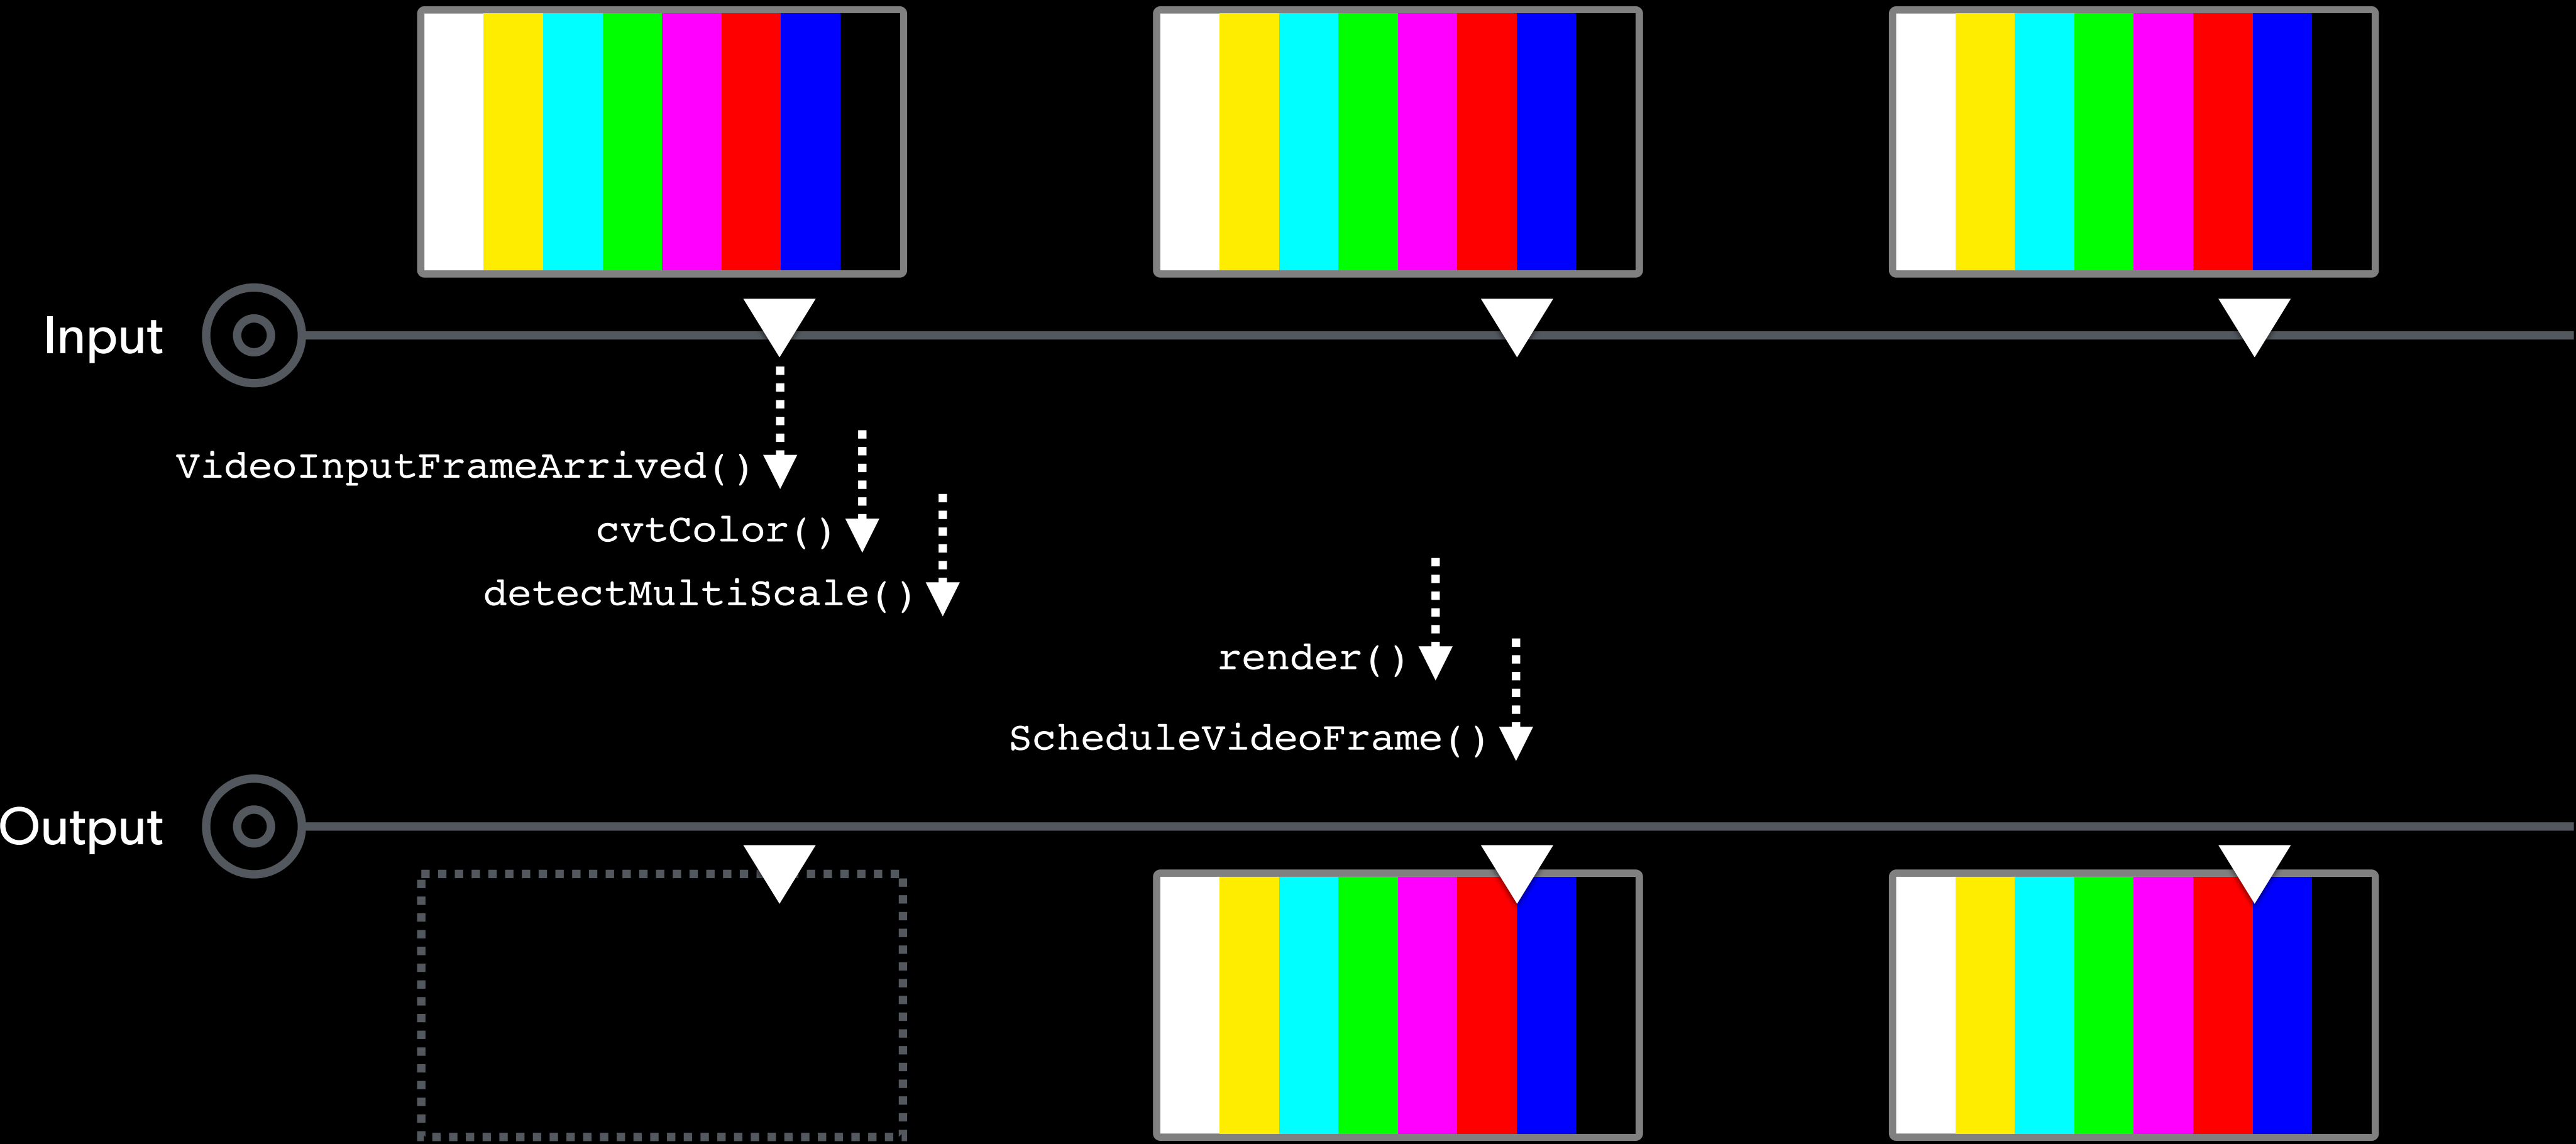 Input
VideoInputFrameArrived()
cvtColor()
detectMultiScale()
render()
ScheduleVideoFrame()
Output